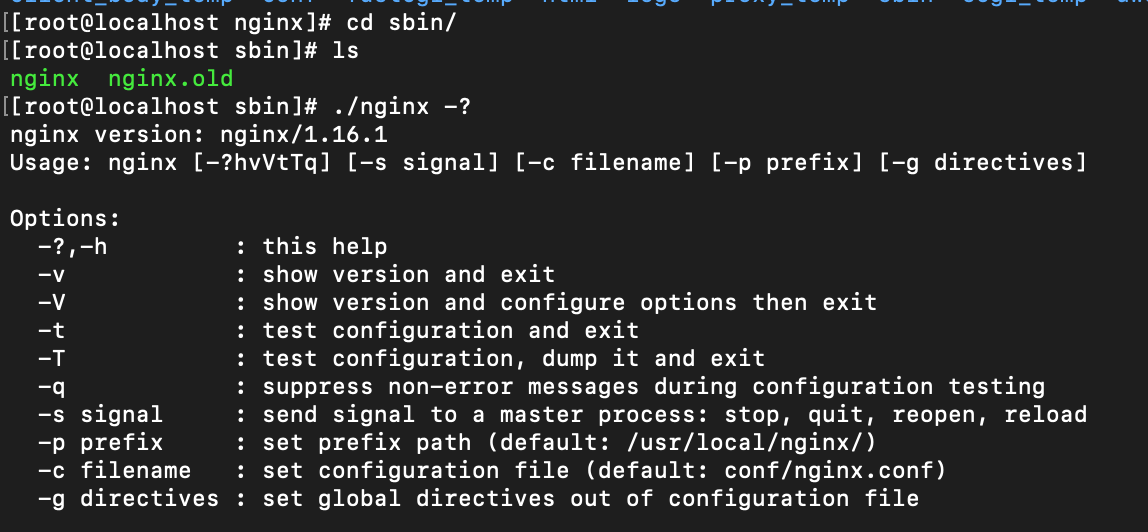 [[root@localhost nginx]# cd sbin/
[[root@localhost sbin]# ls
nginx  nginx.old
[[root@localhost sbin]# ./nginx -?
nginx version: nginx/1.16.1
Usage: nginx [-?hvVtTq] [-s signal] [-c filename] [-p prefix] [-g directives]
Options:
  -?,-h         : this help
  -v            : show version and exit
  -V            : show version and configure options then exit
  -t            : test configuration and exit
  -T            : test configuration, dump it and exit
  -q            : suppress non-error messages during configuration testing
  -s signal     : send signal to a master process: stop, quit, reopen, reload
  -p prefix     : set prefix path (default: /usr/local/nginx/)
  -c filename   : set configuration file (default: conf/nginx.conf)
  -g directives : set global directives out of configuration file